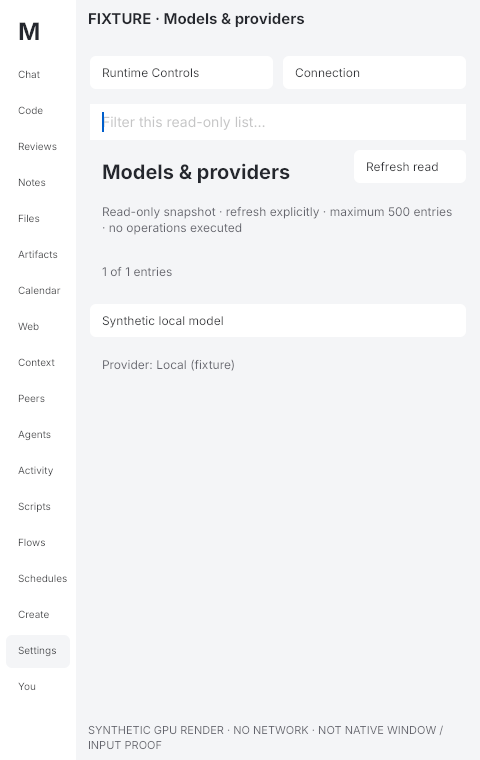 M
Chat
Code
Reviews
Notes
Files
Artifacts
Calendar
Web
Context
Peers
Agents
Activity
Scripts
Flows
Schedules
Create
Settings
You
FIXTURE · Models & providers
Runtime Controls
Connection
Filter this read-only list...
Models & providers
Refresh read
Read-only snapshot · refresh explicitly · maximum 500 entries
· no operations executed
1 of 1 entries
Synthetic local model
Provider: Local (fixture)
SYNTHETIC GPU RENDER · NO NETWORK · NOT NATIVE WINDOW /
INPUT PROOF